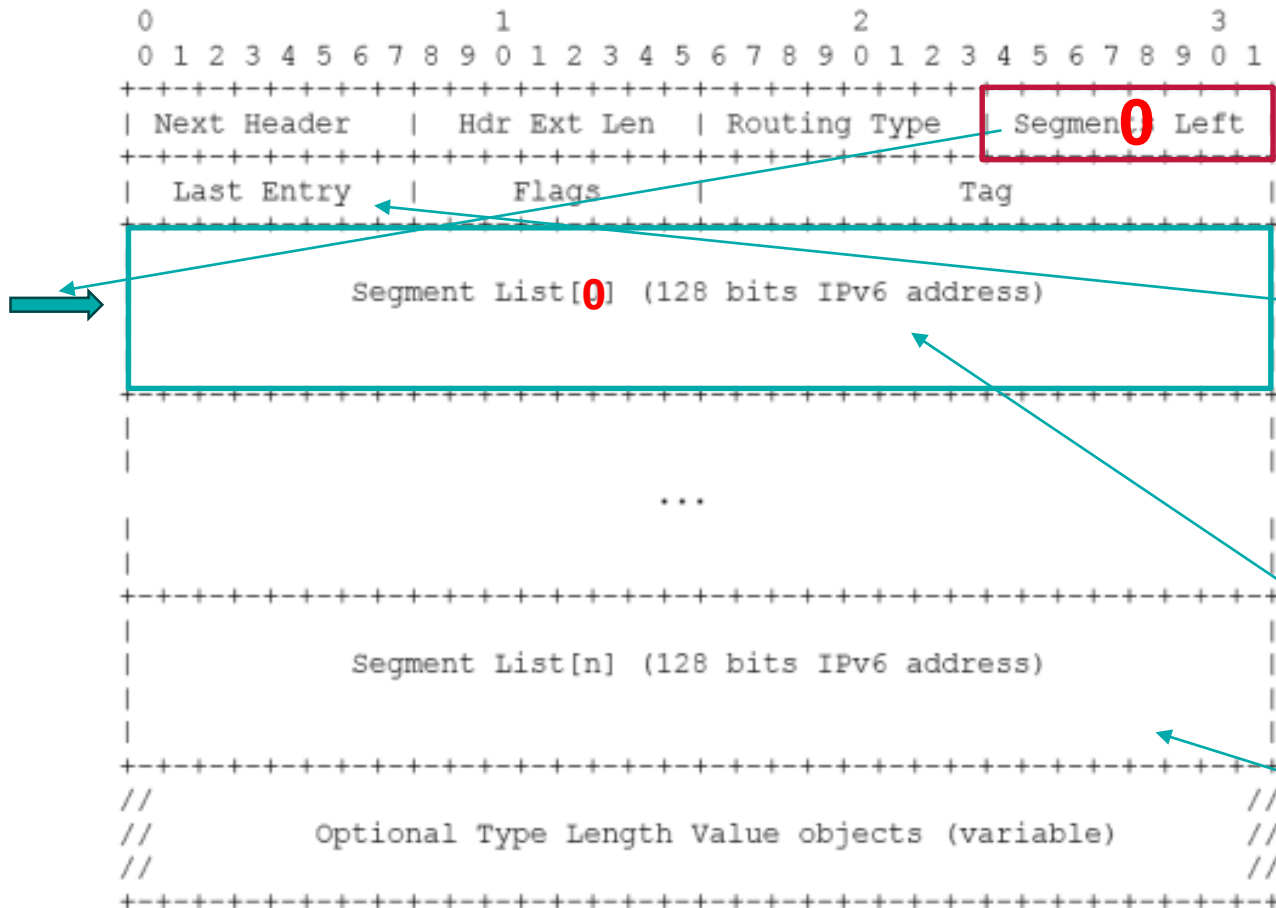 0 1 2 3
0 1 2 3 4 5 6 7 8 9 0 1 2 3 4 5 6 7 8 9 0 1 2 3 4 5 6 7 8 9 0 1
+-+-+-+-+-+-+-+-+-+-+-+-+-+-+-+-+-+-+-+-+-+-+-+-+-+-+-+-+-+-+-+-+
| Next Header | Hdr Ext Len | Routing Type | Segments Left
0
+-+-+-+-+-+-+-+-+-+-+-+-+-+-+-+-+-+-+-+-+-+-+-+-+-+-+-+-+-+-+-+-+
| Last Entry | Flags | Tag |
+-+-+-+-+-+-+-+-+-+-+-+-+-+-+-+-+-+-+-+-+-+-+-+-+-+-+-+-+-+-+-+-+
Segment List[0] (128 bits IPv6 address)
+-+-+-+-+-+-+-+-+-+-+-+-+-+-+-+-+-+-+-+-+-+-+-+-+-+-+-+-+-+-+-+-+
| |
| |
...
| |
| |
+-+-+-+-+-+-+-+-+-+-+-+-+-+-+-+-+-+-+-+-+-+-+-+-+-+-+-+-+-+-+-+-+
| |
| Segment List[n] (128 bits IPv6 address) |
| |
| |
+-+-+-+-+-+-+-+-+-+-+-+-+-+-+-+-+-+-+-+-+-+-+-+-+-+-+-+-+-+-+-+-+
// //
// Optional Type Length Value objects (variable) //
// //
+-+-+-+-+-+-+-+-+-+-+-+-+-+-+-+-+-+-+-+-+-+-+-+-+-+-+-+-+-+-+-+-+